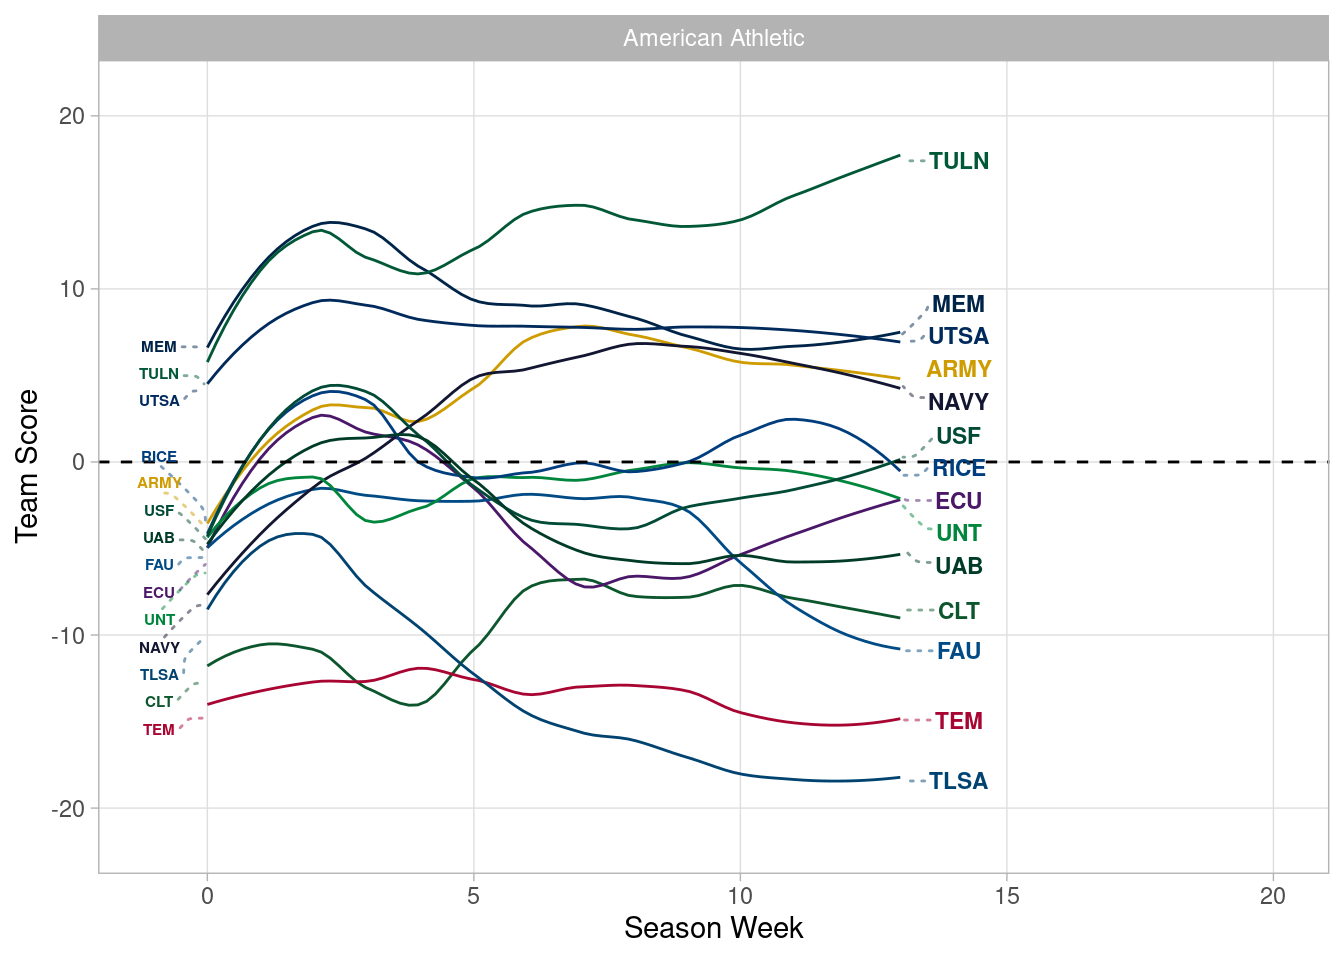 American Athletic
Team Score
20
10
0
-10
-20
MEM
TULN
UTSA
RICE
ARMY
USF
UAB
FAU
ECU
UNT
NAVY
TLSA
CLT
TEM
TULN
MEM
UTSA
ARMY
NAVY
USF
RICE
ECU
UNT
UAB
CLT
FAU
TEM
TLSA
0 5 10 15 20
Season Week